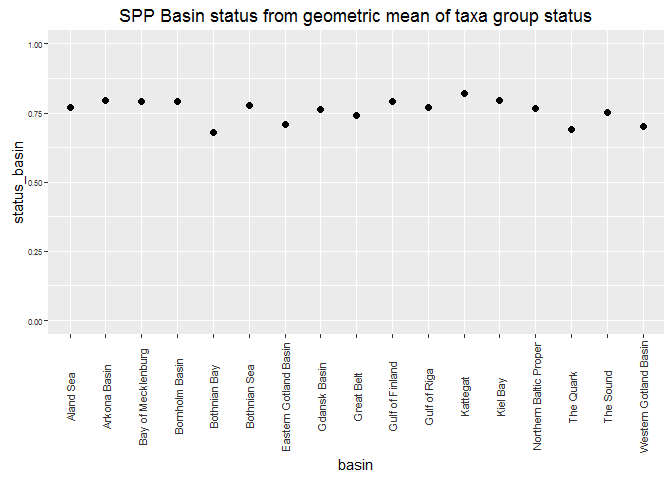 SPP Basin status from geometric mean of taxa group status
status_basin
1.00
0.75
0.50
0.25
0.00
Aland Sea
Arkona Basin
Bay of Mecklenburg
Bornholm Basin
Bothnian Bay
Bothnian Sea
Eastern Gotland Basin
Gdansk Basin
Great Belt
Gulf of Finland
Gulf of Riga
Kattegat
Kiel Bay
Northern Baltic Proper
The Quark
The Sound
Western Gotland Basin
basin